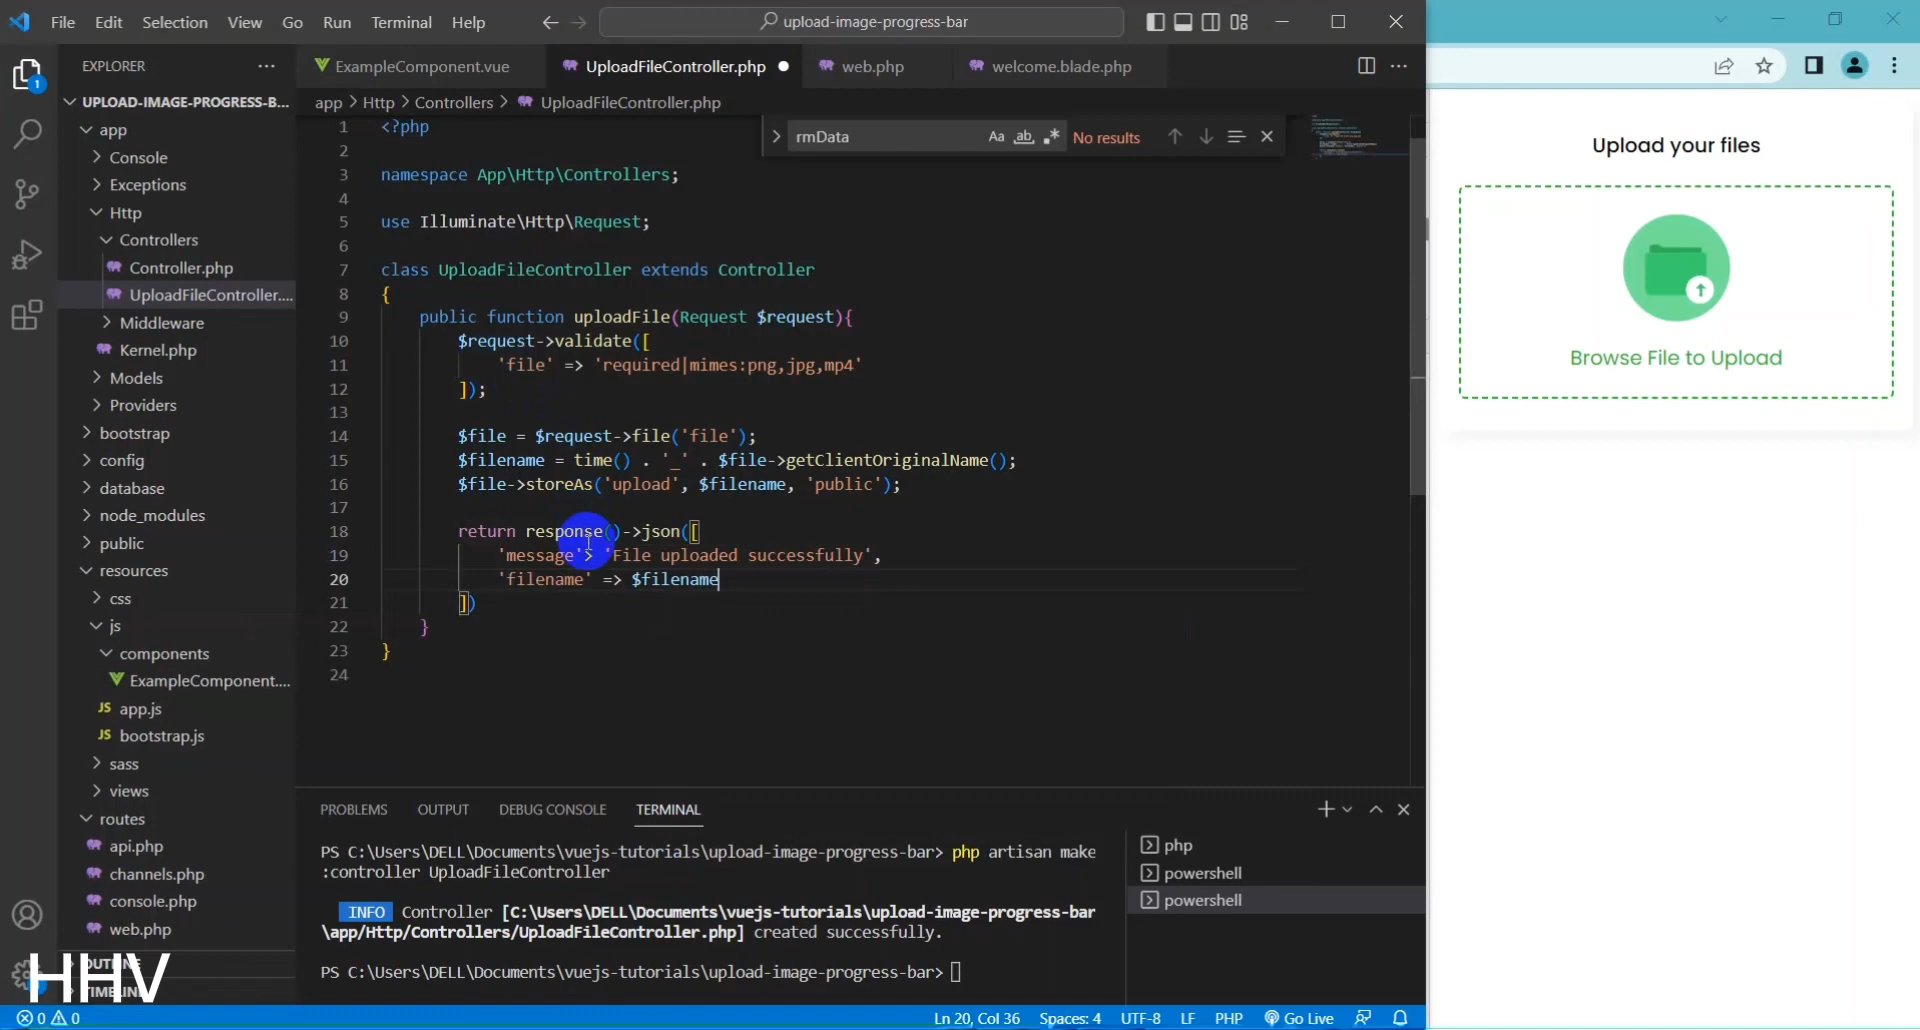 File Edit Selection View Go Run Terminal Help
upload-image-progress-bar
EXPLORER
ExampleComponent.vue
UploadFileController.php
web.php
welcome.blade.php
app > Http > Controllers > UploadFileController.php
rmData
Aa ab No results
UPLOAD-IMAGE-PROGRESS-B...
app
Console
Exceptions
Http
Controllers
Controller.php
UploadFileController....
Middleware
Kernel.php
Models
Providers
bootstrap
config
database
node_modules
public
resources
css
js
components
ExampleComponent....
JS app.js
JS bootstrap.js
sass
views
routes
api.php
channels.php
console.php
web.php
OUTLINE
1
1 <?php
2
3 namespace App\Http\Controllers;
4
5 use Illuminate\Http\Request;
6
7 class UploadFileController extends Controller
8 {
9 public function uploadFile(Request $request){
10 $request->validate([
11 'file' => 'required|mimes:png,jpg,mp4'
12 ]);
13
14 $file = $request->file('file');
15 $filename = time() . '_' . $file->getClientOriginalName();
16 $file->storeAs('upload', $filename, 'public');
17
18 return response()->json([
19 'message'> 'File uploaded successfully',
20 'filename' => $filename
21 ])
22 }
23 }
24
PROBLEMS OUTPUT DEBUG CONSOLE TERMINAL
PS C:\Users\DELL\Documents\vuejs-tutorials\upload-image-progress-bar> php artisan make
:controller UploadFileController
INFO Controller [C:\Users\DELL\Documents\vuejs-tutorials\upload-image-progress-bar
\app/Http/Controllers/UploadFileController.php] created successfully.
PS C:\Users\DELL\Documents\vuejs-tutorials\upload-image-progress-bar>
php
powershell
powershell
HHV
0 0
Ln 20, Col 36 Spaces: 4 UTF-8 LF PHP Go Live
Upload your files
Browse File to Upload